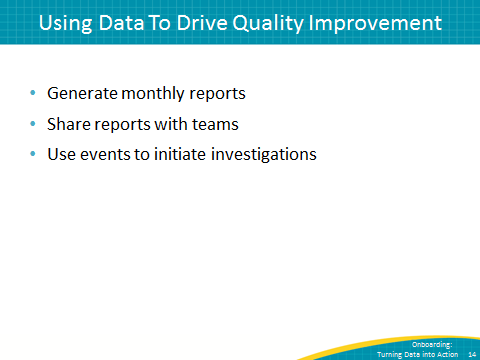 Using Data To Drive Quality Improvement
• Generate monthly reports
• Share reports with teams
• Use events to initiate investigations
Onboarding:
Turning Data into Action 14